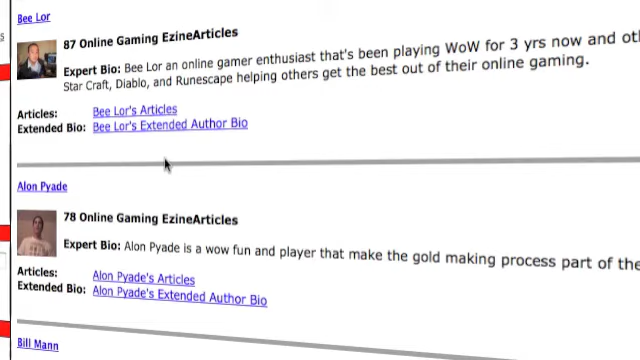 Bee Lor
87 Online Gaming EzineArticles
Expert Bio: Bee Lor an online gamer enthusiast that's been playing WoW for 3 yrs now and
Star Craft, Diablo, and Runescape helping others get the best out of their online gaming.
Articles: Bee Lor's Articles
Extended Bio: Bee Lor's Extended Author Bio
Alon Pyade
78 Online Gaming EzineArticles
Expert Bio: Alon Pyade is a wow fun and player that make the gold making process part of the
Articles: Alon Pyade's Articles
Extended Bio: Alon Pyade's Extended Author Bio
Bill Mann